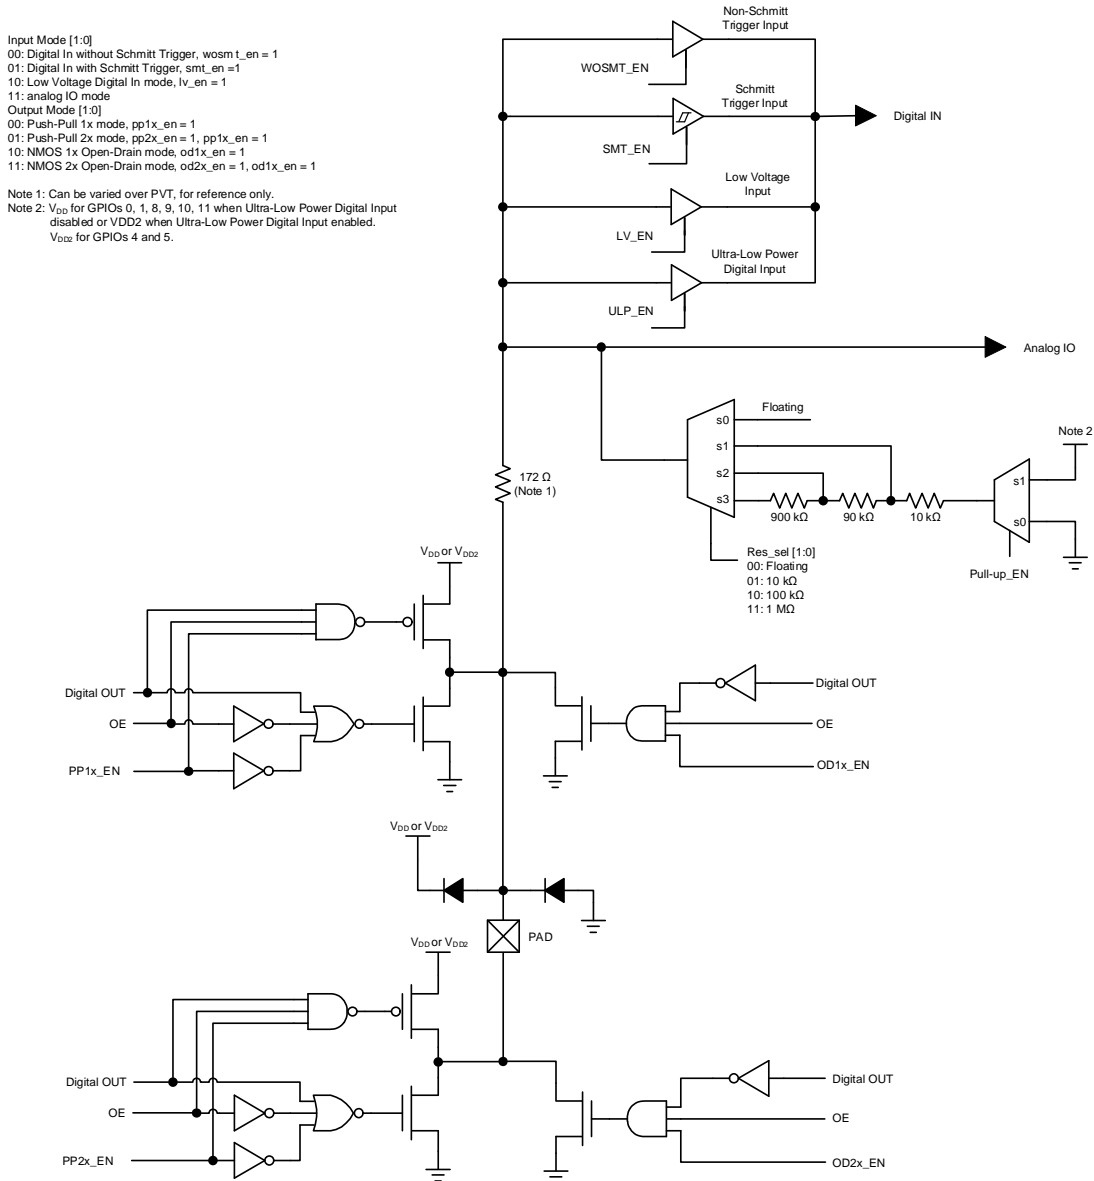 Input Mode [1:0]
00: Digital In without Schmitt Trigger, wosm t_en = 1
01: Digital In with Schmitt Trigger, smt_en =1
10: Low Voltage Digital In mode, lv_en = 1
11: analog IO mode
Output Mode [1:0]
00: Push-Pull 1x mode, pp1x_en = 1
01: Push-Pull 2x mode, pp2x_en = 1, pp1x_en = 1
10: NMOS 1x Open-Drain mode, od1x_en = 1
11: NMOS 2x Open-Drain mode, od2x_en = 1, od1x_en = 1
Note 1: Can be varied over PVT, for reference only.
Note 2: VDD for GPIOs 0, 1, 8, 9, 10, 11 when Ultra-Low Power Digital Input
disabled or VDD2 when Ultra-Low Power Digital Input enabled.
VDD2 for GPIOs 4 and 5.
Non-Schmitt
Trigger Input
WOSMT_EN
Schmitt
Trigger Input
Digital IN
SMT_EN
Low Voltage
Input
LV_EN
Ultra-Low Power
Digital Input
ULP_EN
Analog IO
Floating
s0
s1
s2
s3
900 kΩ
90 kΩ
10 kΩ
Note 2
s1
s0
Pull-up_EN
172 Ω
(Note 1)
Res_sel [1:0]
00: Floating
01: 10 kΩ
10: 100 kΩ
11: 1 MΩ
VDD or VDD2
Digital OUT
OE
PP1x_EN
Digital OUT
OE
OD1x_EN
VDD or VDD2
PAD
VDD or VDD2
Digital OUT
OE
PP2x_EN
Digital OUT
OE
OD2x_EN